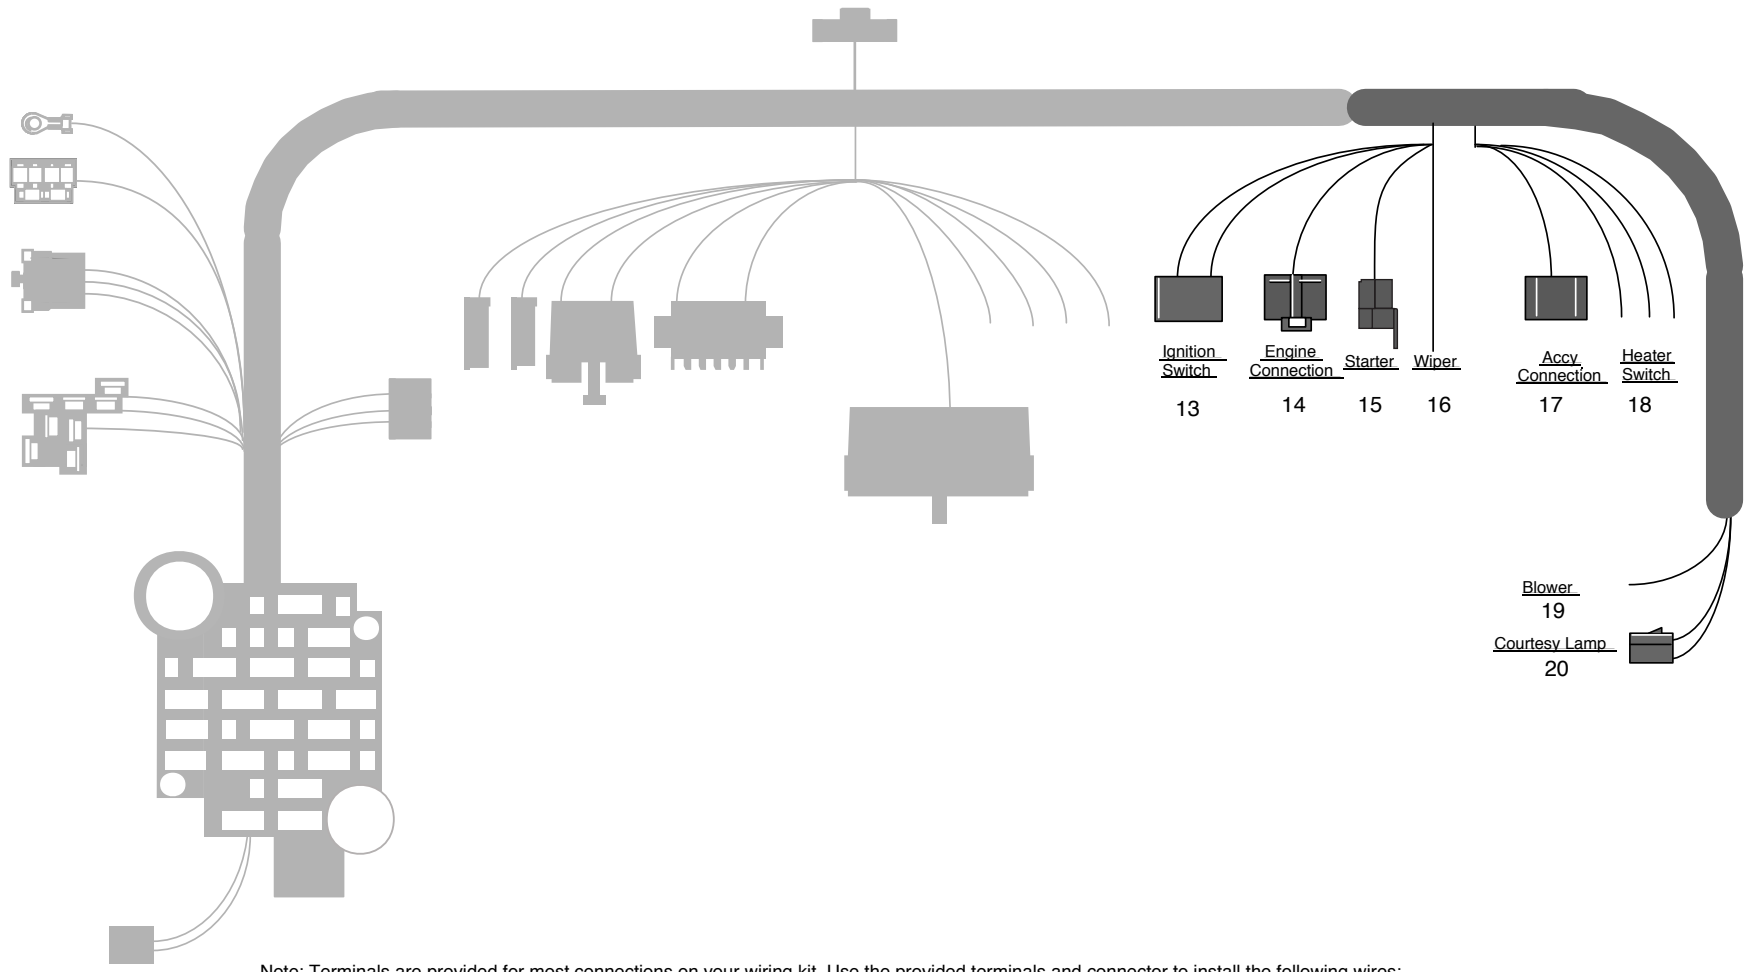 Ignition
Switch
13
Engine
Connection
14
Starter
15
Wiper
16
Accy.
Connection
17
Heater
Switch
18
Blower
19
Courtesy Lamp
20
Note: Terminals are provided for most connections on your wiring kit. Use the provided terminals and connector to install the following wires: